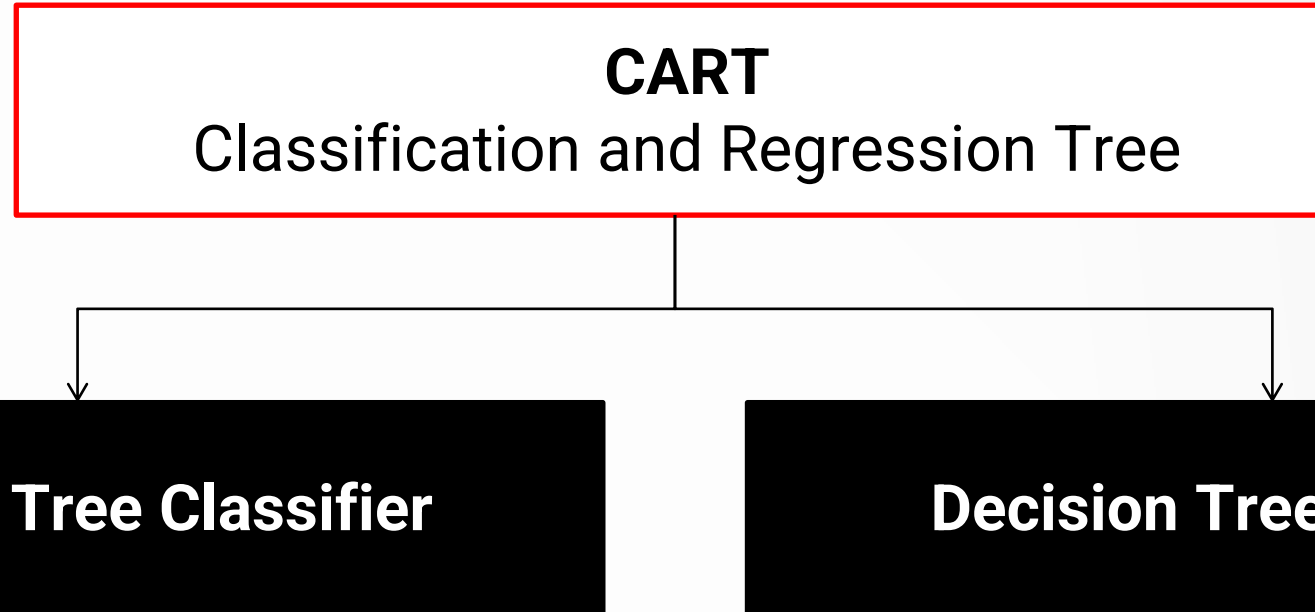 CART
Classification and Regression Tree
Tree Classifier
Decision Tree